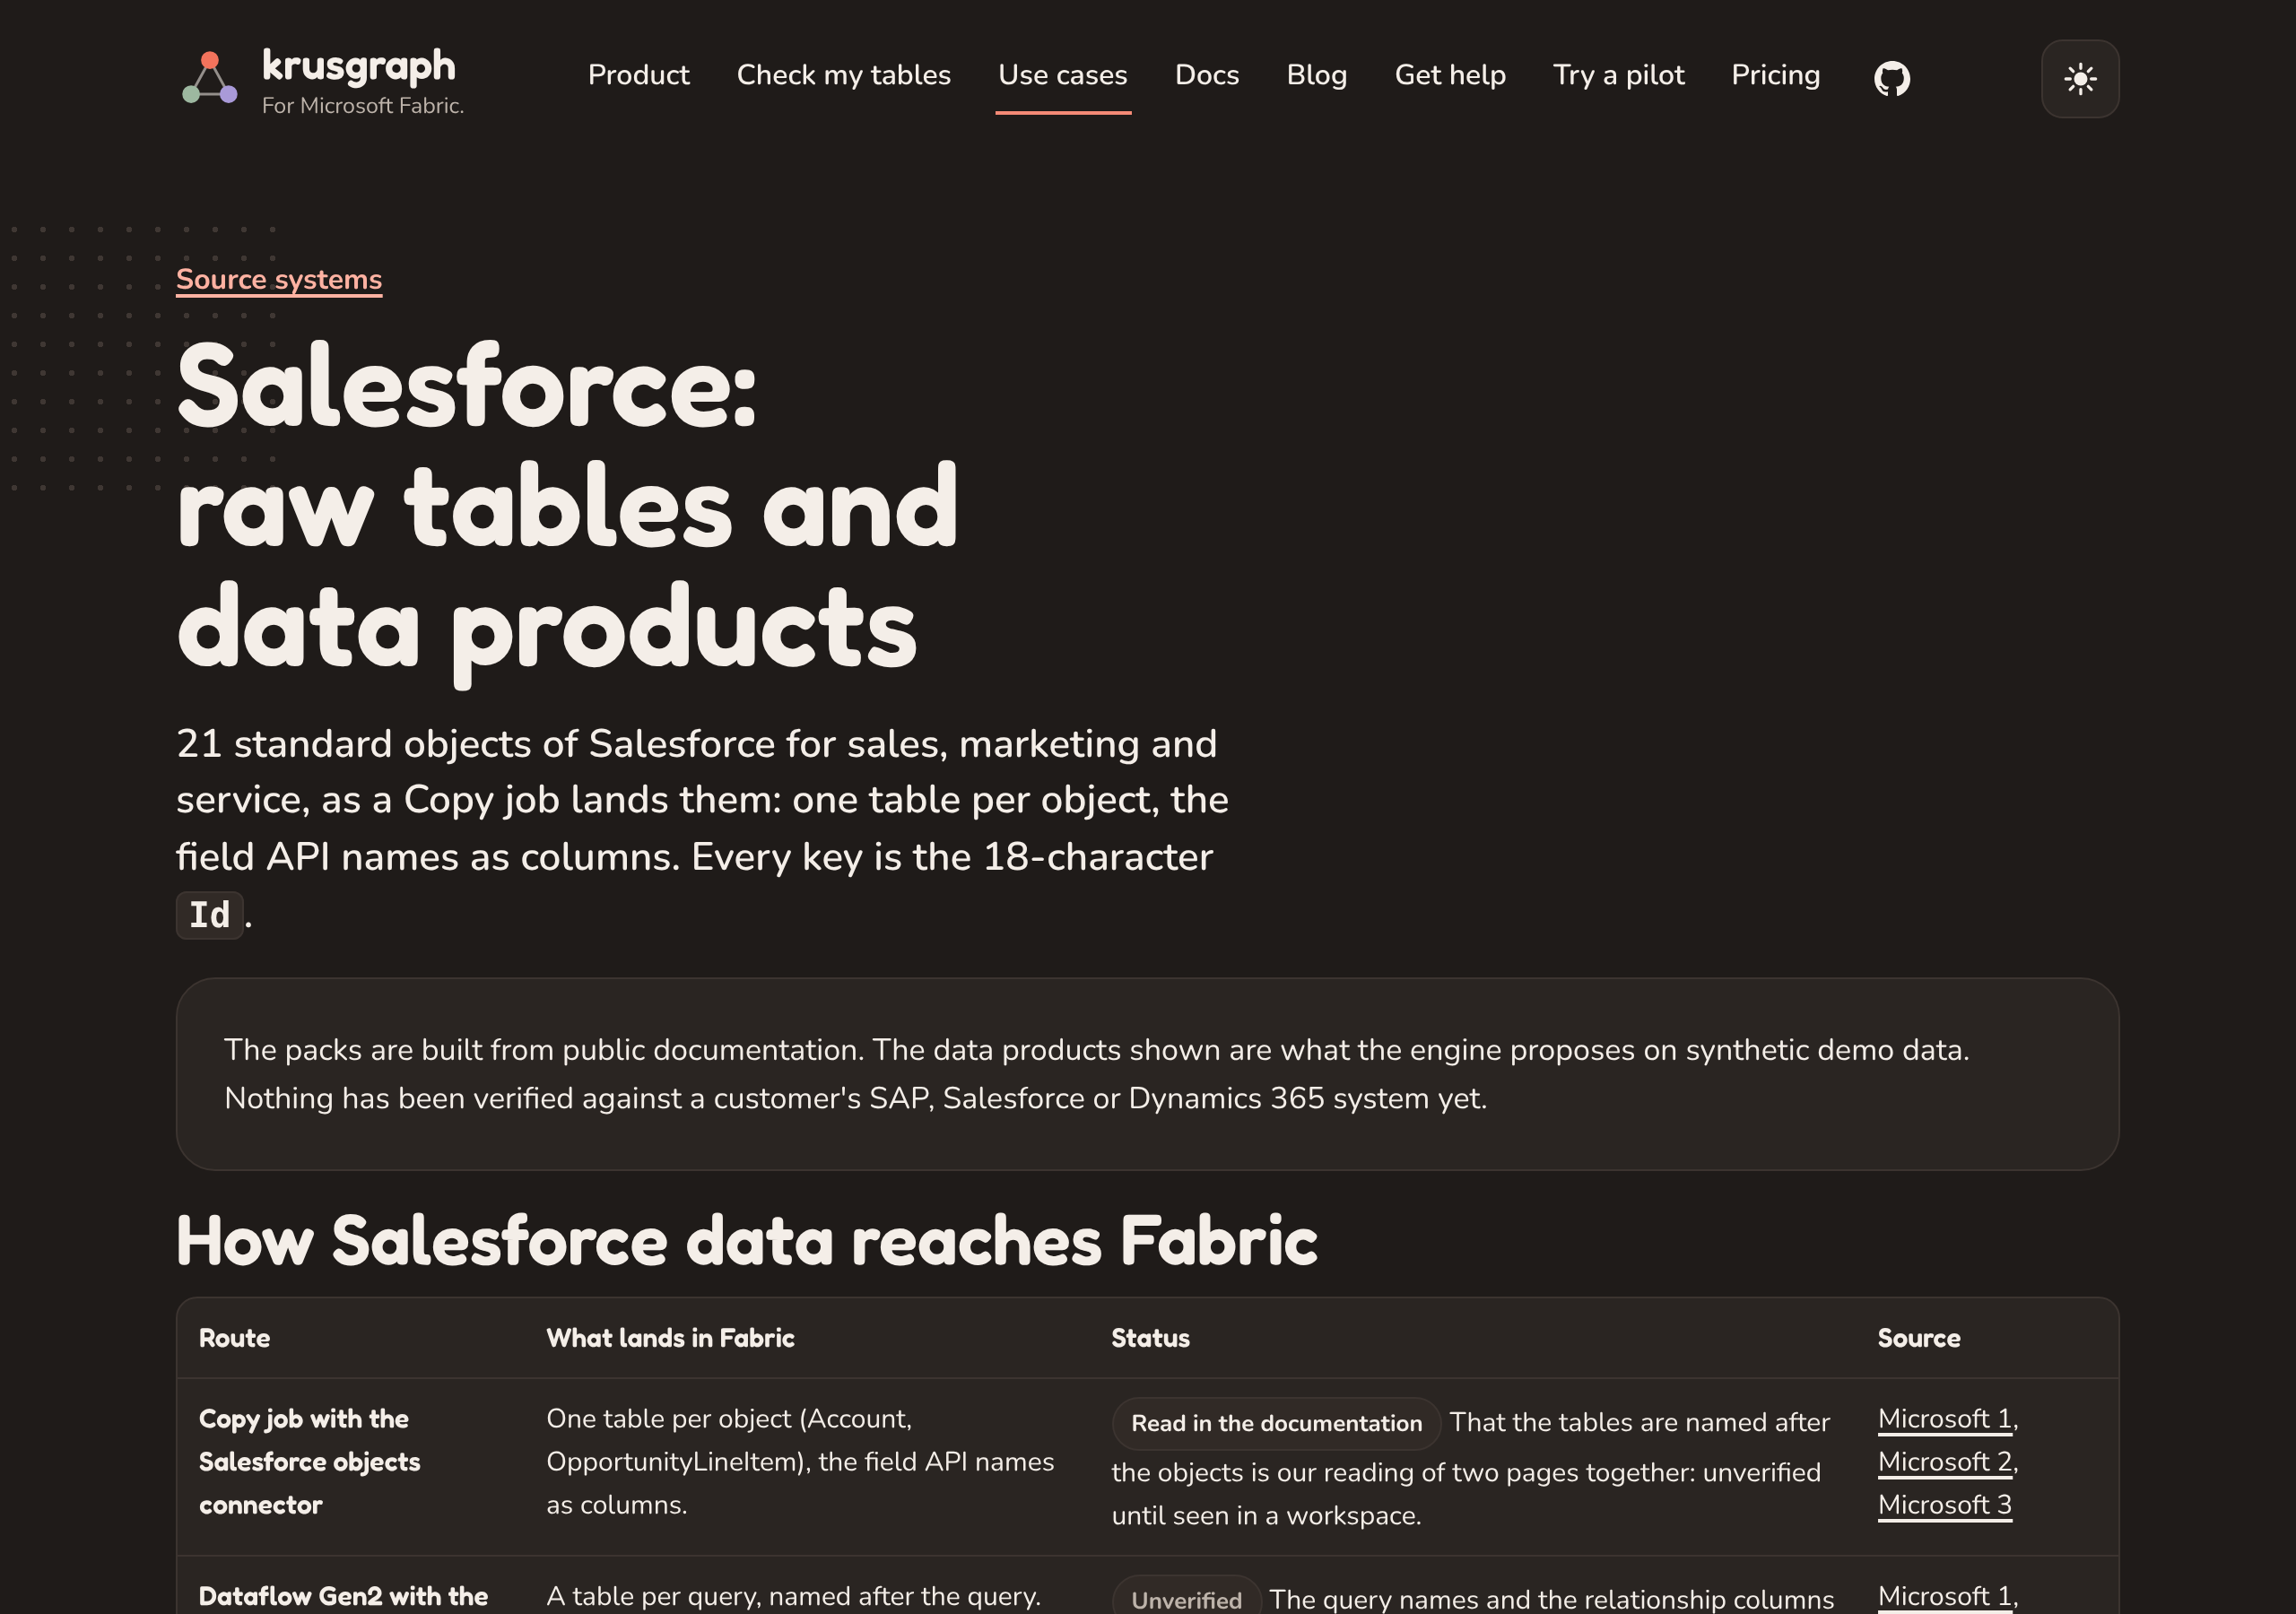 krusgraph
For Microsoft Fabric.
Product
Check my tables
Use cases
Docs
Blog
Get help
Try a pilot
Pricing
Source systems
Salesforce:
raw tables and
data products
21 standard objects of Salesforce for sales, marketing and
service, as a Copy job lands them: one table per object, the
field API names as columns. Every key is the 18-character
Id.
The packs are built from public documentation. The data products shown are what the engine proposes on synthetic demo data.
Nothing has been verified against a customer's SAP, Salesforce or Dynamics 365 system yet.
How Salesforce data reaches Fabric
Route
What lands in Fabric
Status
Source
Copy job with the
Salesforce objects
connector
One table per object (Account,
OpportunityLineItem), the field API names
as columns.
Read in the documentation That the tables are named after
the objects is our reading of two pages together: unverified
until seen in a workspace.
Microsoft 1,
Microsoft 2,
Microsoft 3
Dataflow Gen2 with the
A table per query, named after the query.
Unverified The query names and the relationship columns
Microsoft 1,